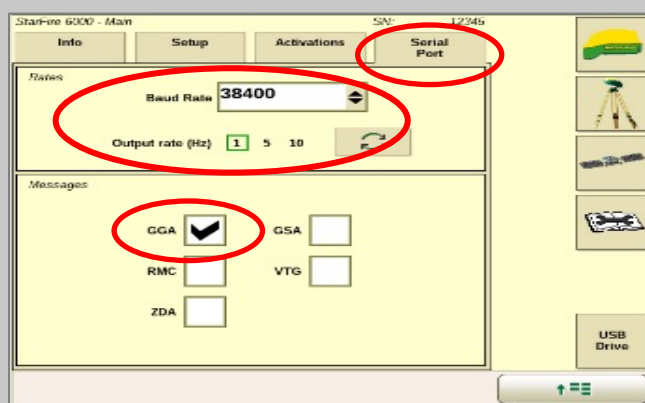 StarFire 6000 - Main
SN: 12345
Info
Setup
Activations
Serial
Port
Rates
Baud Rate 38400
Output rate (Hz) 1 5 10
Messages
GGA
GSA
RMC
VTG
ZDA
USB
Drive